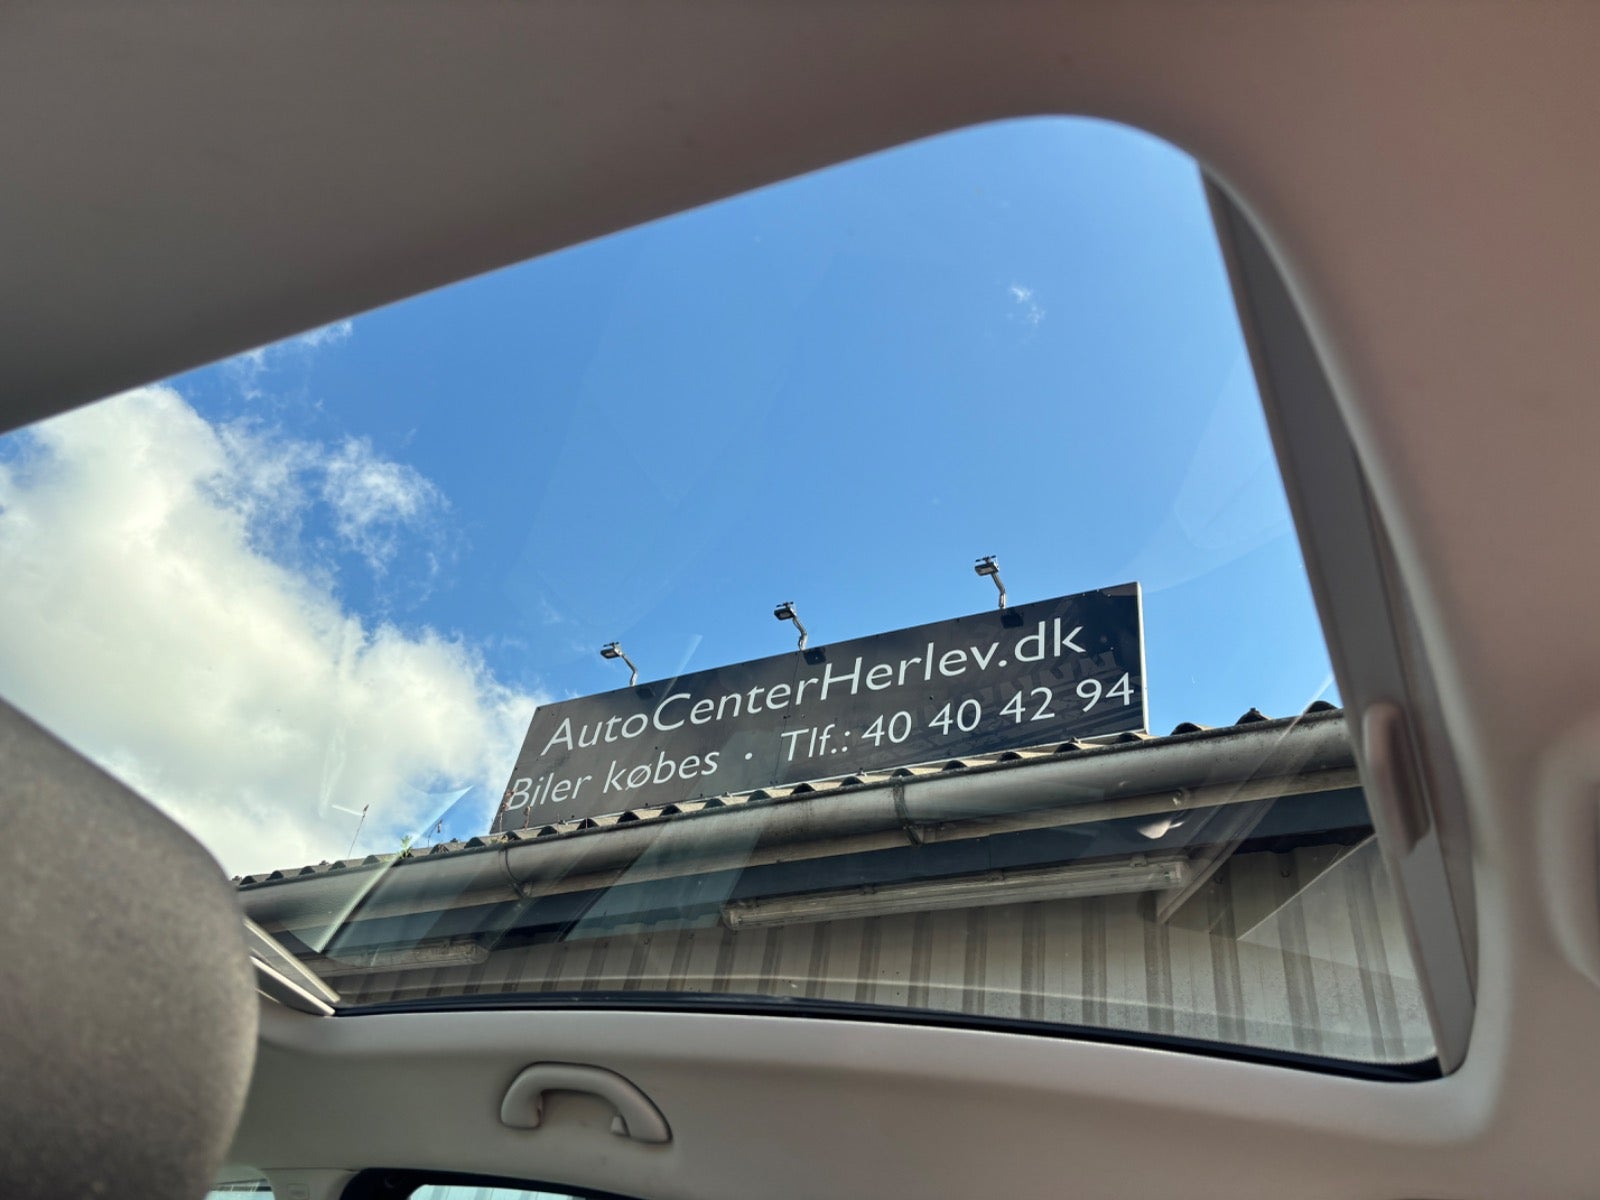 AutoCenterHerlev.dk
Biler købes · Tlf.: 40 40 42 94